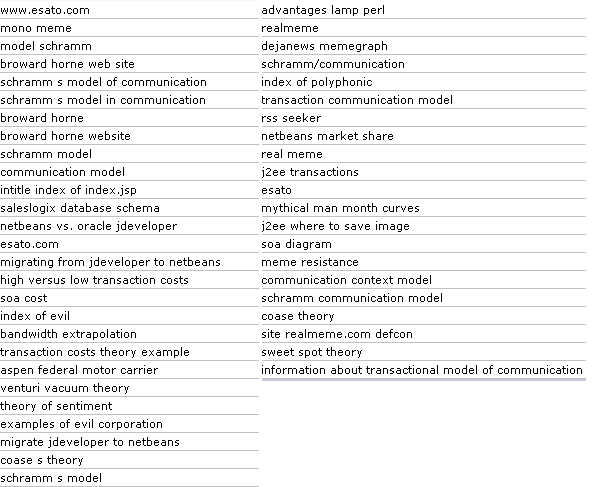 www.esato.com
mono meme
model schramm
broward horne web site
schramm s model of communication
schramm s model in communication
broward horne
broward horne website
schramm model
communication model
intitle index of index.jsp
saleslogix database schema
netbeans vs. oracle jdeveloper
esato.com
migrating from jdeveloper to netbeans
high versus low transaction costs
soa cost
index of evil
bandwidth extrapolation
transaction costs theory example
aspen federal motor carrier
venturi vacuum theory
theory of sentiment
examples of evil corporation
migrate jdeveloper to netbeans
coase s theory
schramm s model
advantages lamp perl
realmeme
dejanews memegraph
schramm/communication
index of polyphonic
transaction communication model
rss seeker
netbeans market share
real meme
j2ee transactions
esato
mythical man month curves
j2ee where to save image
soa diagram
meme resistance
communication context model
schramm communication model
coase theory
site realmeme.com defcon
sweet spot theory
information about transactional model of communication